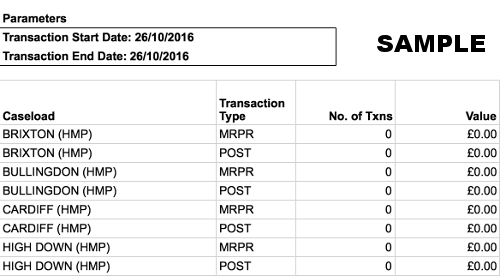 Parameters
Transaction Start Date: 26/10/2016
Transaction End Date: 26/10/2016
SAMPLE
Caseload Transaction Type No. of Txns Value
BRIXTON (HMP) MRPR 0 £0.00
BRIXTON (HMP) POST 0 £0.00
BULLINGDON (HMP) MRPR 0 £0.00
BULLINGDON (HMP) POST 0 £0.00
CARDIFF (HMP) MRPR 0 £0.00
CARDIFF (HMP) POST 0 £0.00
HIGH DOWN (HMP) MRPR 0 £0.00
HIGH DOWN (HMP) POST 0 £0.00